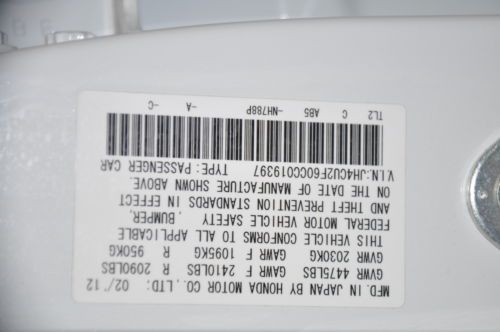 MFD. IN JAPAN BY HONDA MOTOR CO., LTD: 02/'12
GVWR 4475LBS GAWR F 2410LBS R 2090LBS
GVWR 2030KG GAWR F 1095KG R 950KG
THIS VEHICLE CONFORMS TO ALL APPLICABLE
FEDERAL MOTOR VEHICLE SAFETY , BUMPER,
AND THEFT PREVENTION STANDARDS IN EFFECT
ON THE DATE OF MANUFACTURE SHOWN ABOVE.
V.I.N:JH4CU2F60CC019397 TYPE: PASSENGER CAR
TL2 C AB5 -NH788P -A -C